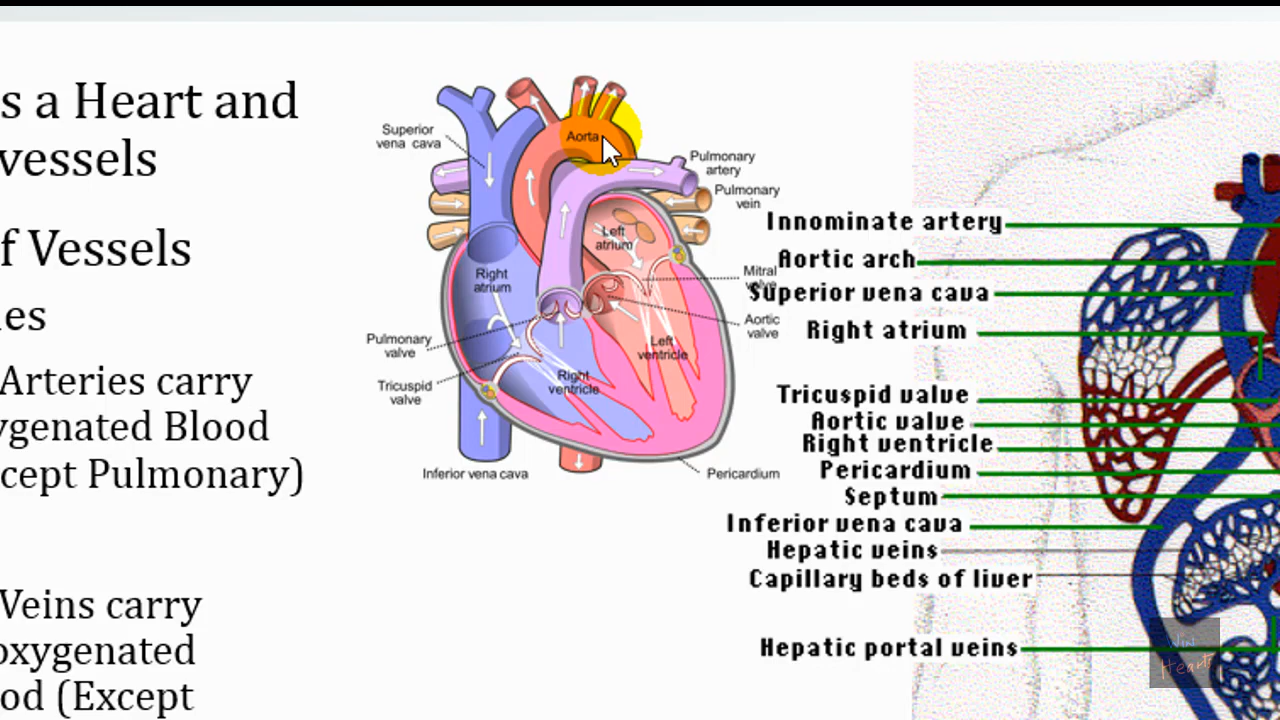 s a Heart and
vessels
f Vessels
ies
Arteries carry
ygenated Blood
cept Pulmonary)
Veins carry
oxygenated
od (Except
Superior
vena cava
Aorta
Pulmonary
artery
Pulmonary
vein
Left
atrium
Right
atrium
Mitral
valve
Aortic
valve
Pulmonary
valve
Left
ventricle
Tricuspid
valve
Right
ventricle
Inferior vena cava
Pericardium
Innominate artery
Aortic arch
Superior vena cava
Right atrium
Tricuspid valve
Aortic valve
Right ventricle
Pericardium
Septum
Inferior vena cava
Hepatic veins
Capillary beds of liver
Hepatic portal veins
Win
Hearts